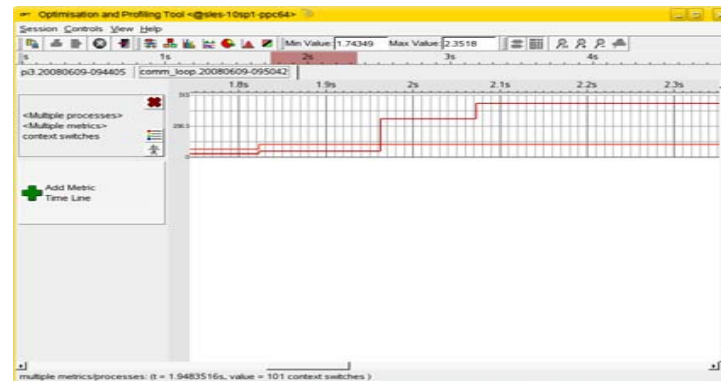 Optimisation and Profiling Tool <@sles-10sp1-ppc64>
Session Controls View Help
Min Value: 1.74349 Max Value: 2.3518
s 1s 2s 3s 4s
pi3.20080609-094405 comm_loop.20080609-095042
1.8s 1.9s 2s 2.1s 2.2s 2.3s
<Multiple processes>
<Multiple metrics>
context switches
Add Metric
Time Line
multiple metrics/processes: (t = 1.9483516s, value = 101 context switches )